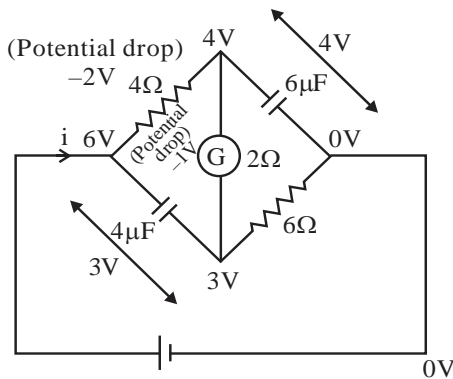 (Potential drop)
–2V
4V
4V
4Ω
6μF
i
6V
(Potential drop)
–1V
G
2Ω
0V
4μF
6Ω
3V
3V
0V